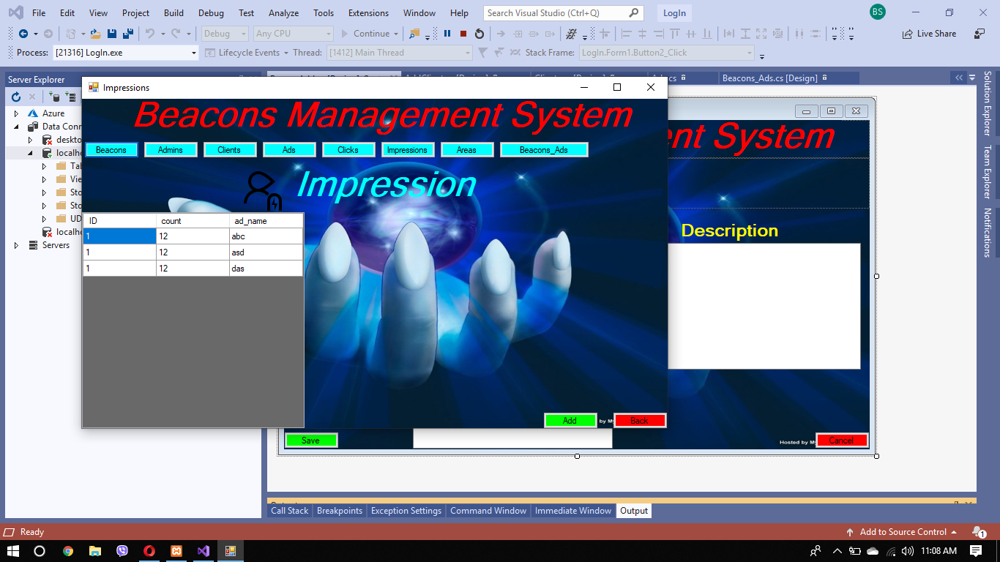 File Edit View Project Build Debug Test Analyze Tools Extensions Window Help Search Visual Studio (Ctrl+Q) LogIn BS
Debug Any CPU Continue Live Share
Process: [21316] LogIn.exe Lifecycle Events Thread: [1412] Main Thread Stack Frame: LogIn.Form1.Button2_Click
Server Explorer
Beacons_Ads.cs [Design]
Azure
Data Conn
deskto
localho
Tab
Vie
Sto
Sto
UD
localho
Servers
Impressions
Beacons Management System
Beacons Admins Clients Ads Clicks Impressions Areas Beacons_Ads
Impression
ID count ad_name
1 12 abc
1 12 asd
1 12 das
Add by My Back
ent System
Description
Save Hosted by My Cancel
Solution Explorer
Team Explorer
Notifications
Call Stack Breakpoints Exception Settings Command Window Immediate Window Output
Ready Add to Source Control 1
11:08 AM